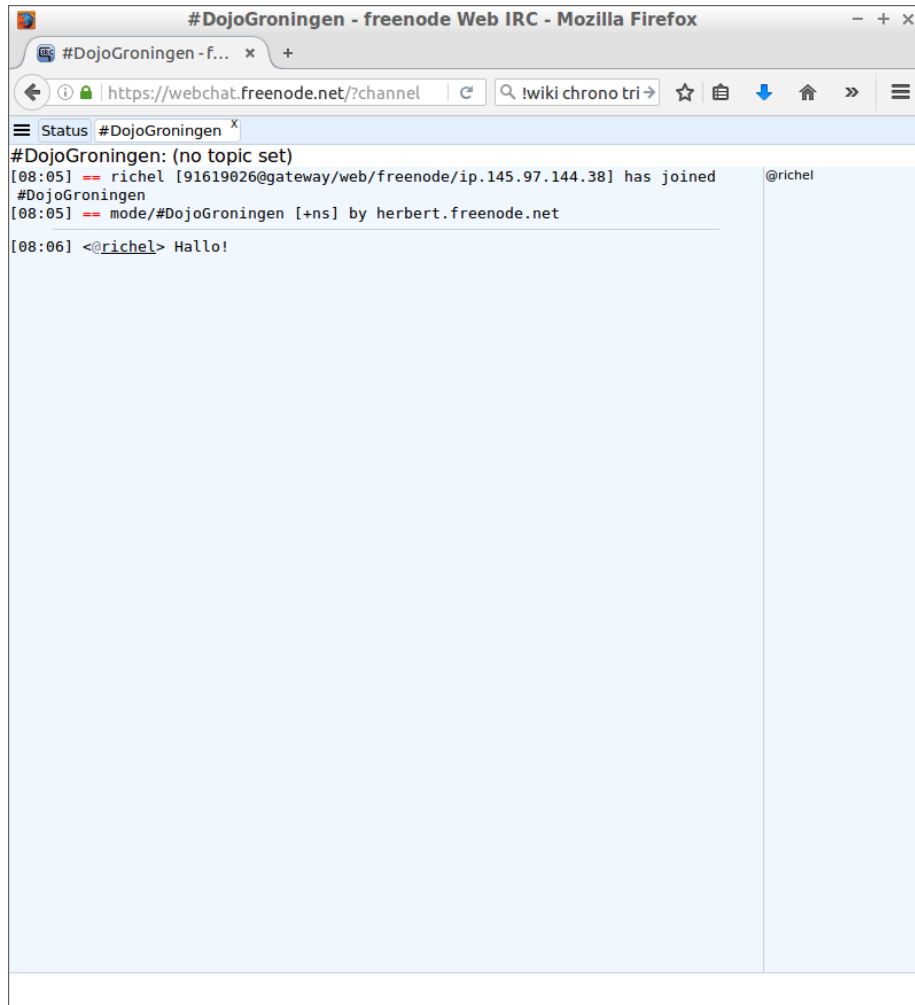 #DojoGroningen - freenode Web IRC - Mozilla Firefox
#DojoGroningen - f...
https://webchat.freenode.net/?channel
!wiki chrono tri
Status #DojoGroningen X
#DojoGroningen: (no topic set)
[08:05] == richel [91619026@gateway/web/freenode/ip.145.97.144.38] has joined
#DojoGroningen
[08:05] == mode/#DojoGroningen [+ns] by herbert.freenode.net
[08:06] <@richel> Hallo!
@richel